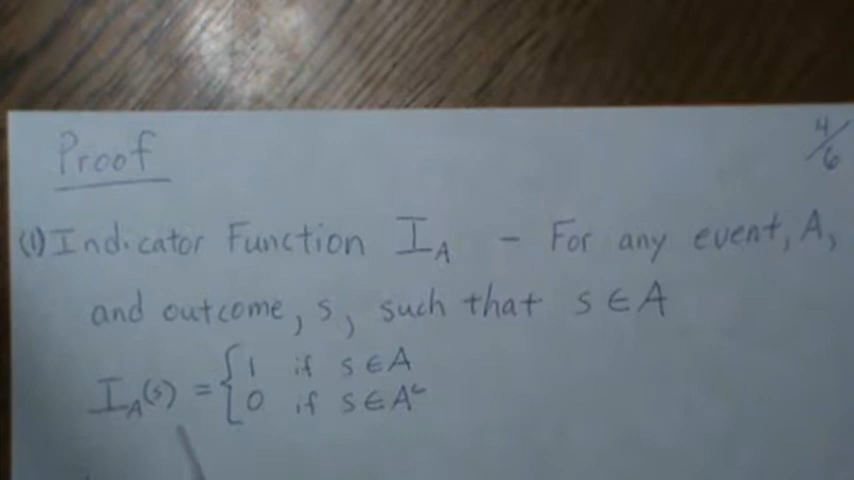 Proof
4/6
(1) Indicator Function I_A - For any event, A,
and outcome, s, such that s ∈ A
I_A(s) = { 1 if s ∈ A
0 if s ∈ A^c